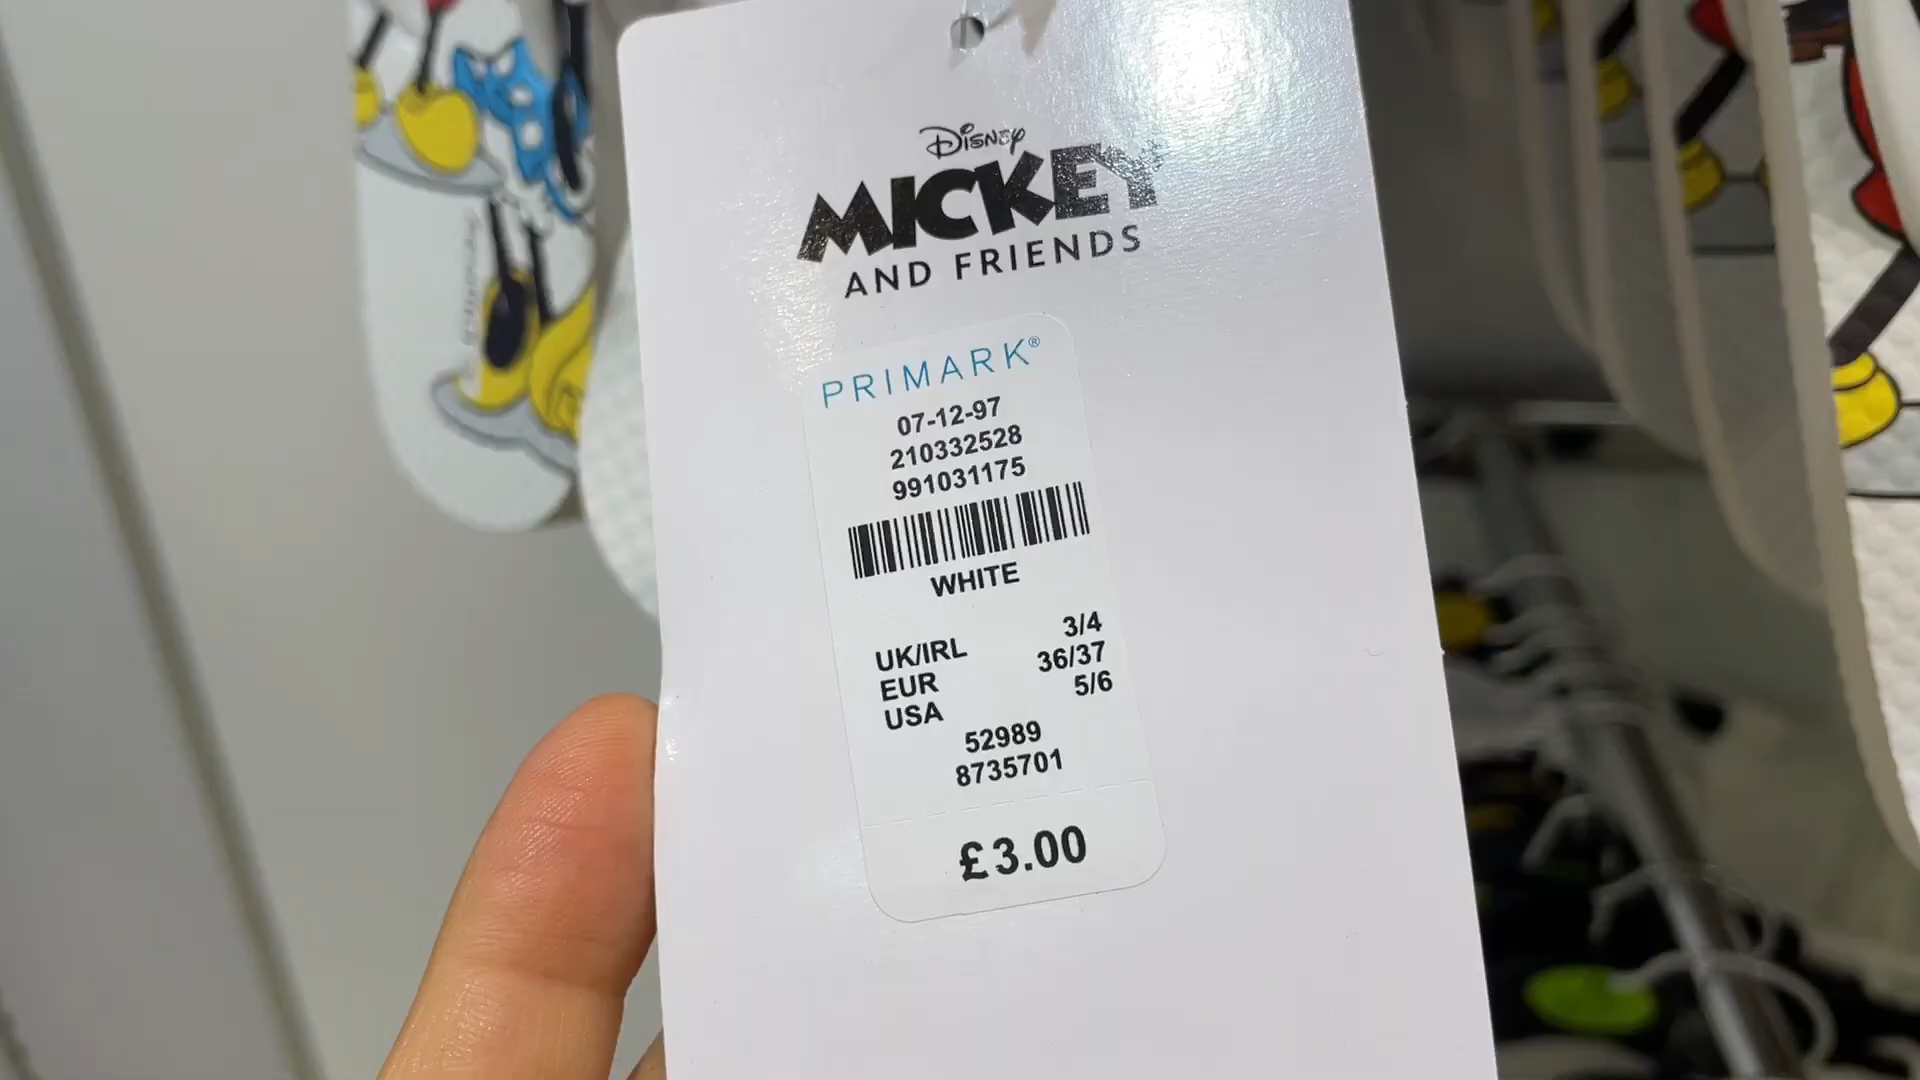 Disney
MICKEY
AND FRIENDS
PRIMARK®
07-12-97
210332528
991031175
WHITE
UK/IRL 3/4
EUR 36/37
USA 5/6
52989
8735701
£3.00